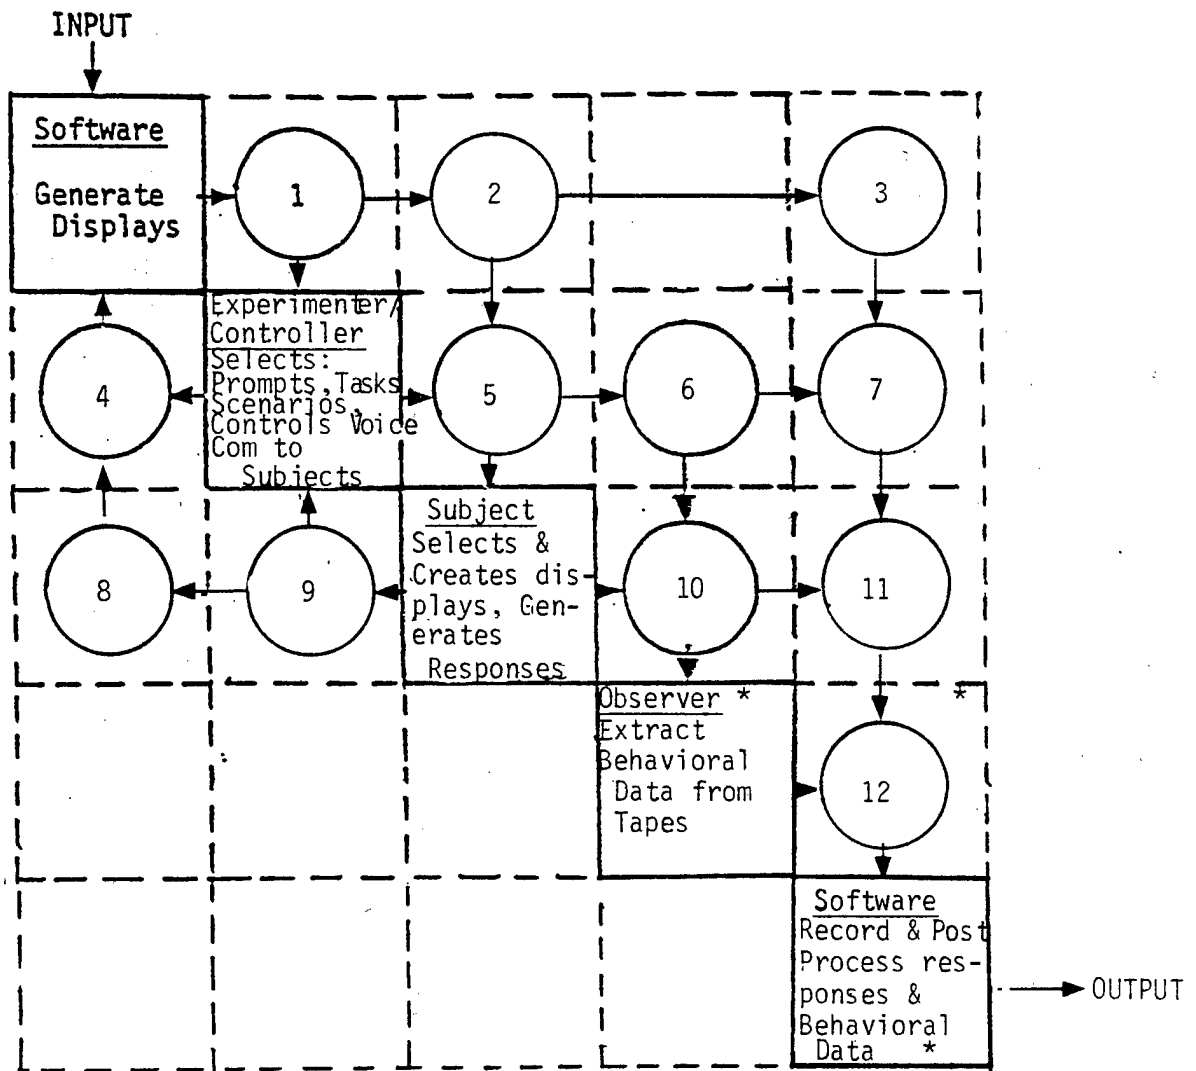 INPUT
Software
Generate
Displays
1
2
3
Experimenter/
Controller
Selects:
Prompts, Tasks
Scenarios,
Controls Voice
Com to
Subjects
4
5
6
7
8
9
Subject
Selects &
Creates dis-
plays, Gen-
erates
Responses
10
11
Observer *
Extract
Behavioral
Data from
Tapes
*
12
Software
Record & Post
Process res-
ponses &
Behavioral
Data *
OUTPUT